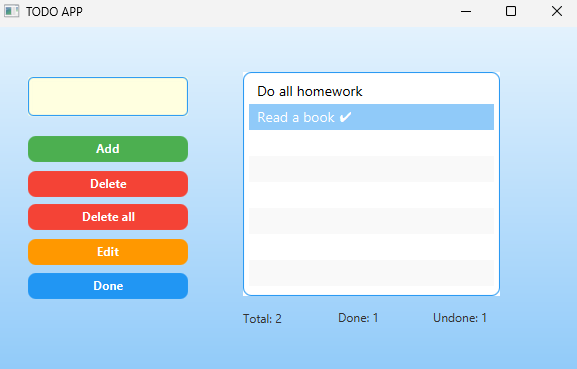 TODO APP
Add
Delete
Delete all
Edit
Done
Do all homework
Read a book ✔
Total: 2
Done: 1
Undone: 1